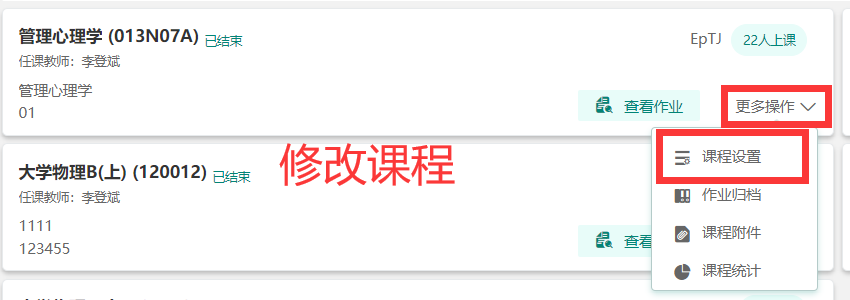 管理心理学 (013N07A) 已结束
EpTJ 22人上课
任课教师：李登斌
管理心理学
01
查看作业 更多操作
课程设置
修改课程
大学物理B(上) (120012) 已结束
任课教师：李登斌
作业归档
1111
课程附件
123455
查看
课程统计